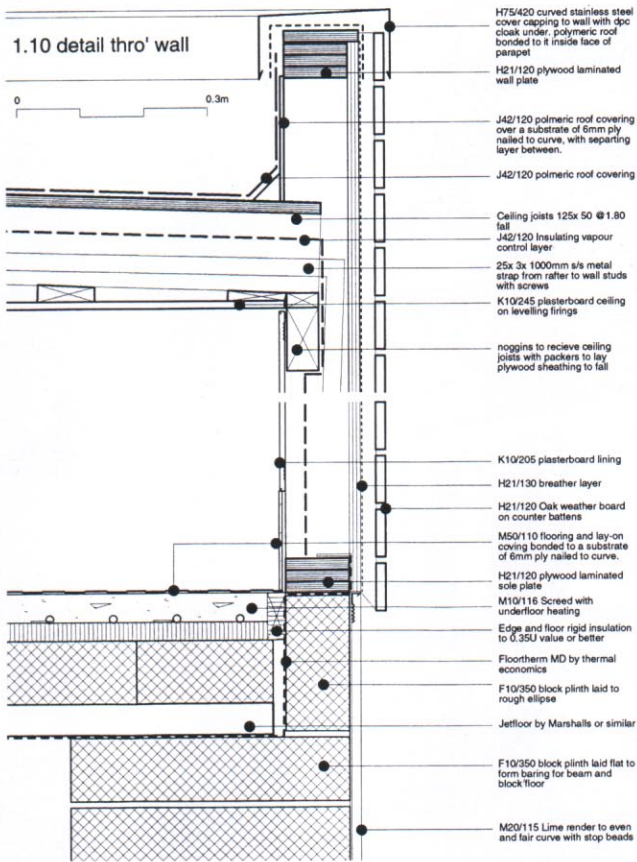 1.10 detail thro' wall
0 0.3m
H75/420 curved stainless steel
cover capping to wall with dpc
cloak under, polymeric roof
bonded to it inside face of
parapet
H21/120 plywood laminated
wall plate
J42/120 polmeric roof covering
over a substrate of 6mm ply
nailed to curve, with separting
layer between.
J42/120 polmeric roof covering
Ceiling joists 125x 50 @1.80
fall
J42/120 Insulating vapour
control layer
25x 3x 1000mm s/s metal
strap from rafter to wall studs
with screws
K10/245 plasterboard ceiling
on levelling firings
noggins to recieve ceiling
joists with packers to lay
plywood sheathing to fall
K10/205 plasterboard lining
H21/130 breather layer
H21/120 Oak weather board
on counter battens
M50/110 flooring and lay-on
coving bonded to a substrate
of 6mm ply nailed to curve.
H21/120 plywood laminated
sole plate
M10/116 Screed with
underfloor heating
Edge and floor rigid insulation
to 0.35U value or better
Floortherm MD by thermal
economics
F10/350 block plinth laid to
rough ellipse
Jetfloor by Marshalls or similar
F10/350 block plinth laid flat to
form baring for beam and
block'floor
M20/115 Lime render to even
and fair curve with stop beads